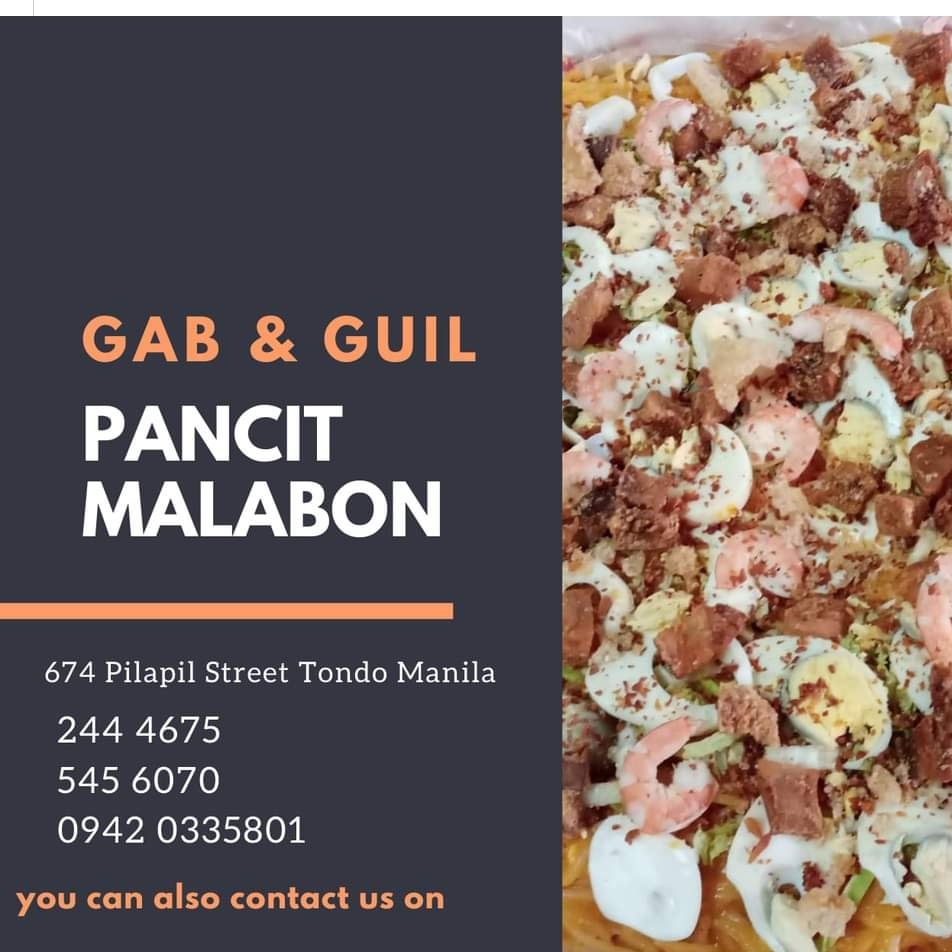 GAB & GUIL
PANCIT
MALABON
674 Pilapil Street Tondo Manila
244 4675
545 6070
0942 0335801
you can also contact us on